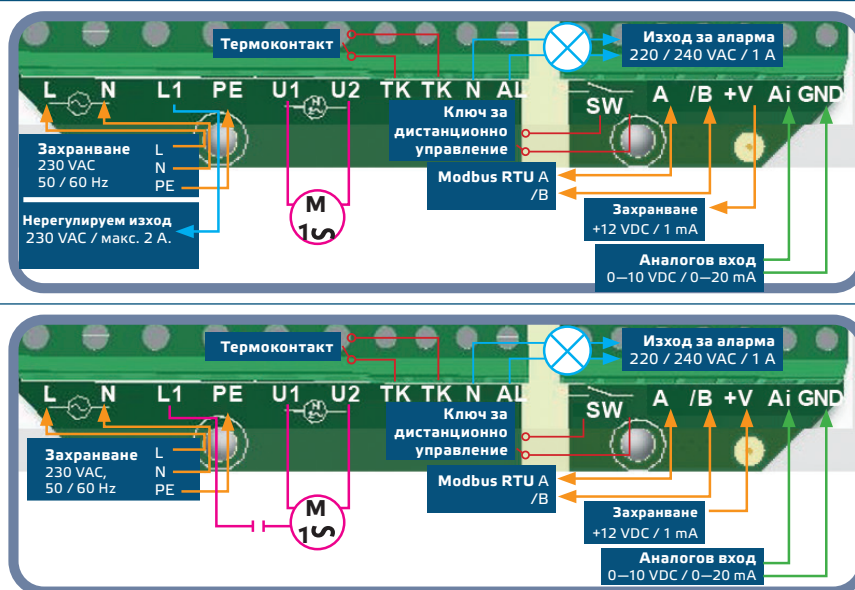 Термоконтакт
Изход за аларма
220 / 240 VAC / 1 A
L N L1 PE U1 U2 TK TK N AL SW A /B +V Ai GND
Ключ за
дистанционно
управление
Захранване L
230 VAC N
50 / 60 Hz PE
Modbus RTU A
/B
Нерегулируем изход
230 VAC / макс. 2 A.
M
1
Захранване
+12 VDC / 1 mA
Аналогов вход
0—10 VDC / 0—20 mA
Термоконтакт
Изход за аларма
220 / 240 VAC / 1 A
L N L1 PE U1 U2 TK TK N AL SW A /B +V Ai GND
Ключ за
дистанционно
управление
Захранване L
230 VAC, N
50 / 60 Hz PE
Modbus RTU A
/B
M
1
Захранване
+12 VDC / 1 mA
Аналогов вход
0—10 VDC / 0—20 mA